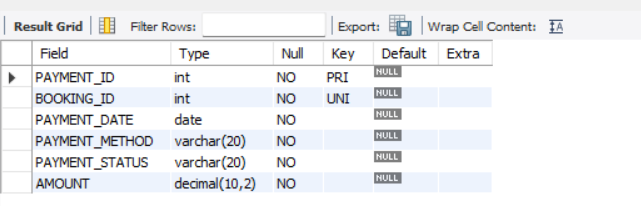 Result Grid Filter Rows: Export: Wrap Cell Content: IA
Field Type Null Key Default Extra
PAYMENT_ID int NO PRI NULL
BOOKING_ID int NO UNI NULL
PAYMENT_DATE date NO NULL
PAYMENT_METHOD varchar(20) NO NULL
PAYMENT_STATUS varchar(20) NO NULL
AMOUNT decimal(10,2) NO NULL